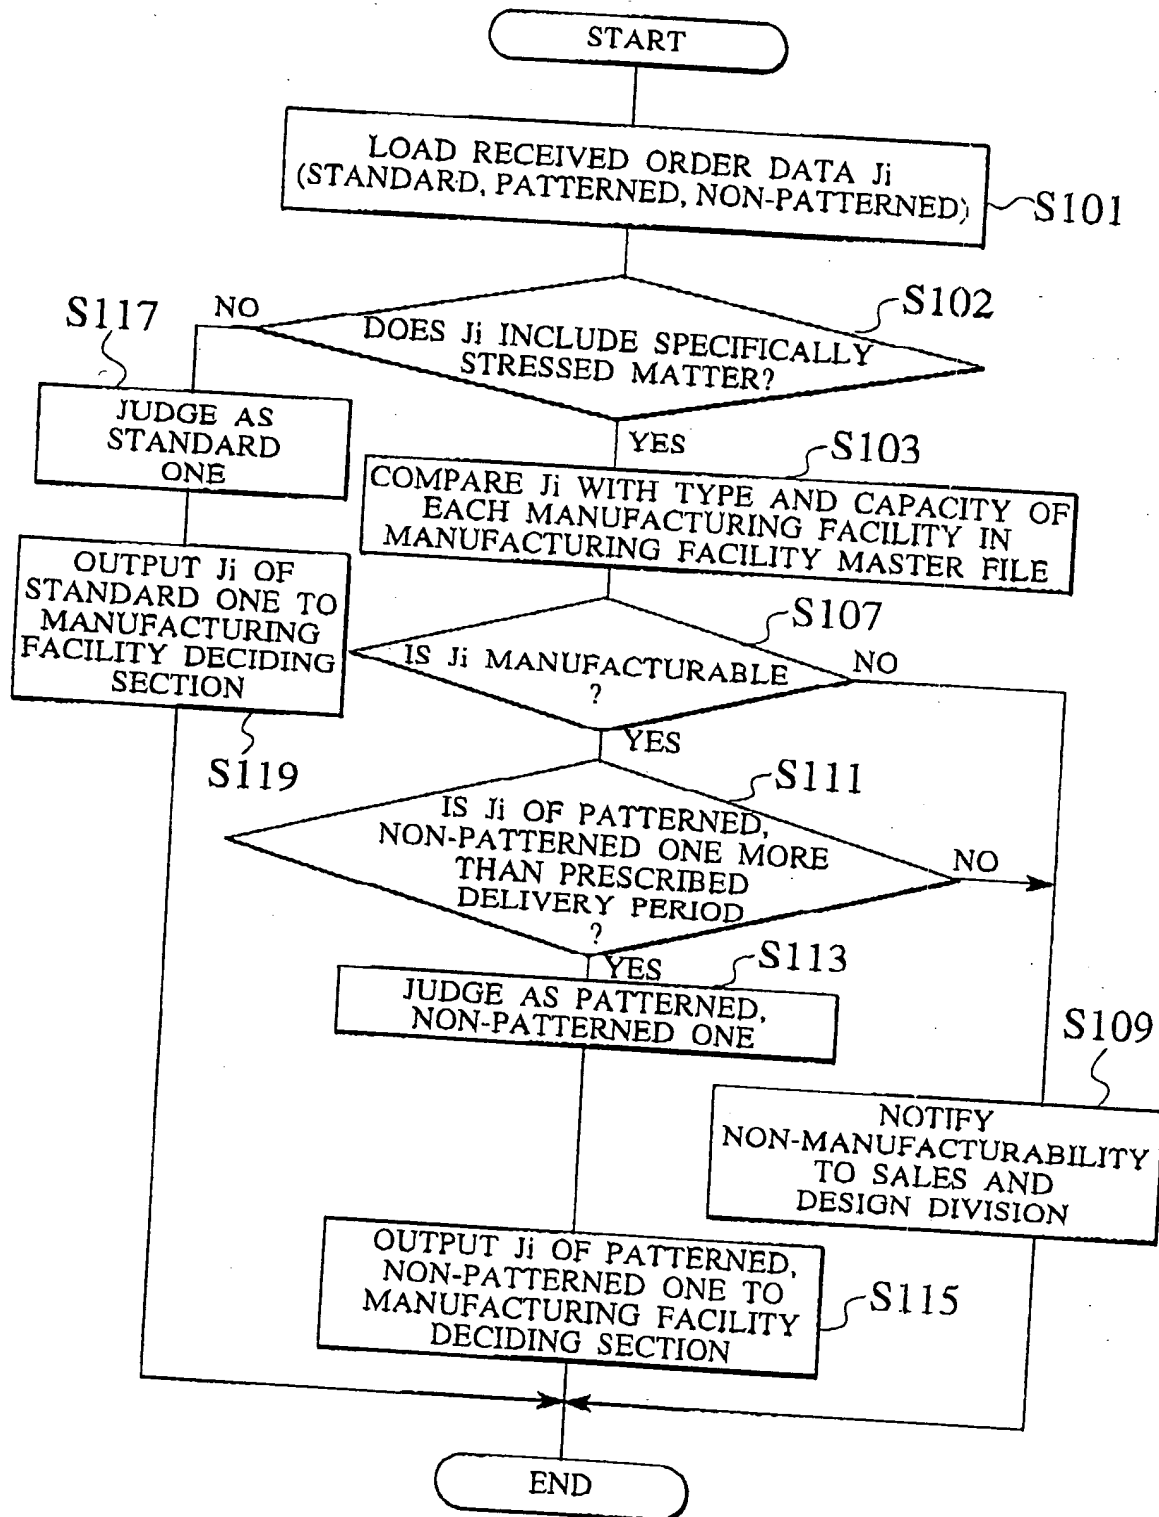 START
LOAD RECEIVED ORDER DATA Ji
(STANDARD, PATTERNED, NON-PATTERNED)
S101
S102
DOES Ji INCLUDE SPECIFICALLY
STRESSED MATTER?
NO
YES
S117
JUDGE AS
STANDARD
ONE
S103
COMPARE Ji WITH TYPE AND CAPACITY OF
EACH MANUFACTURING FACILITY IN
MANUFACTURING FACILITY MASTER FILE
OUTPUT Ji OF
STANDARD ONE TO
MANUFACTURING
FACILITY DECIDING
SECTION
S119
S107
IS Ji MANUFACTURABLE
?
NO
YES
S111
IS Ji OF PATTERNED,
NON-PATTERNED ONE MORE
THAN PRESCRIBED
DELIVERY PERIOD
?
NO
YES
S113
JUDGE AS PATTERNED,
NON-PATTERNED ONE
S109
NOTIFY
NON-MANUFACTURABILITY
TO SALES AND
DESIGN DIVISION
OUTPUT Ji OF PATTERNED,
NON-PATTERNED ONE TO
MANUFACTURING FACILITY
DECIDING SECTION
S115
END